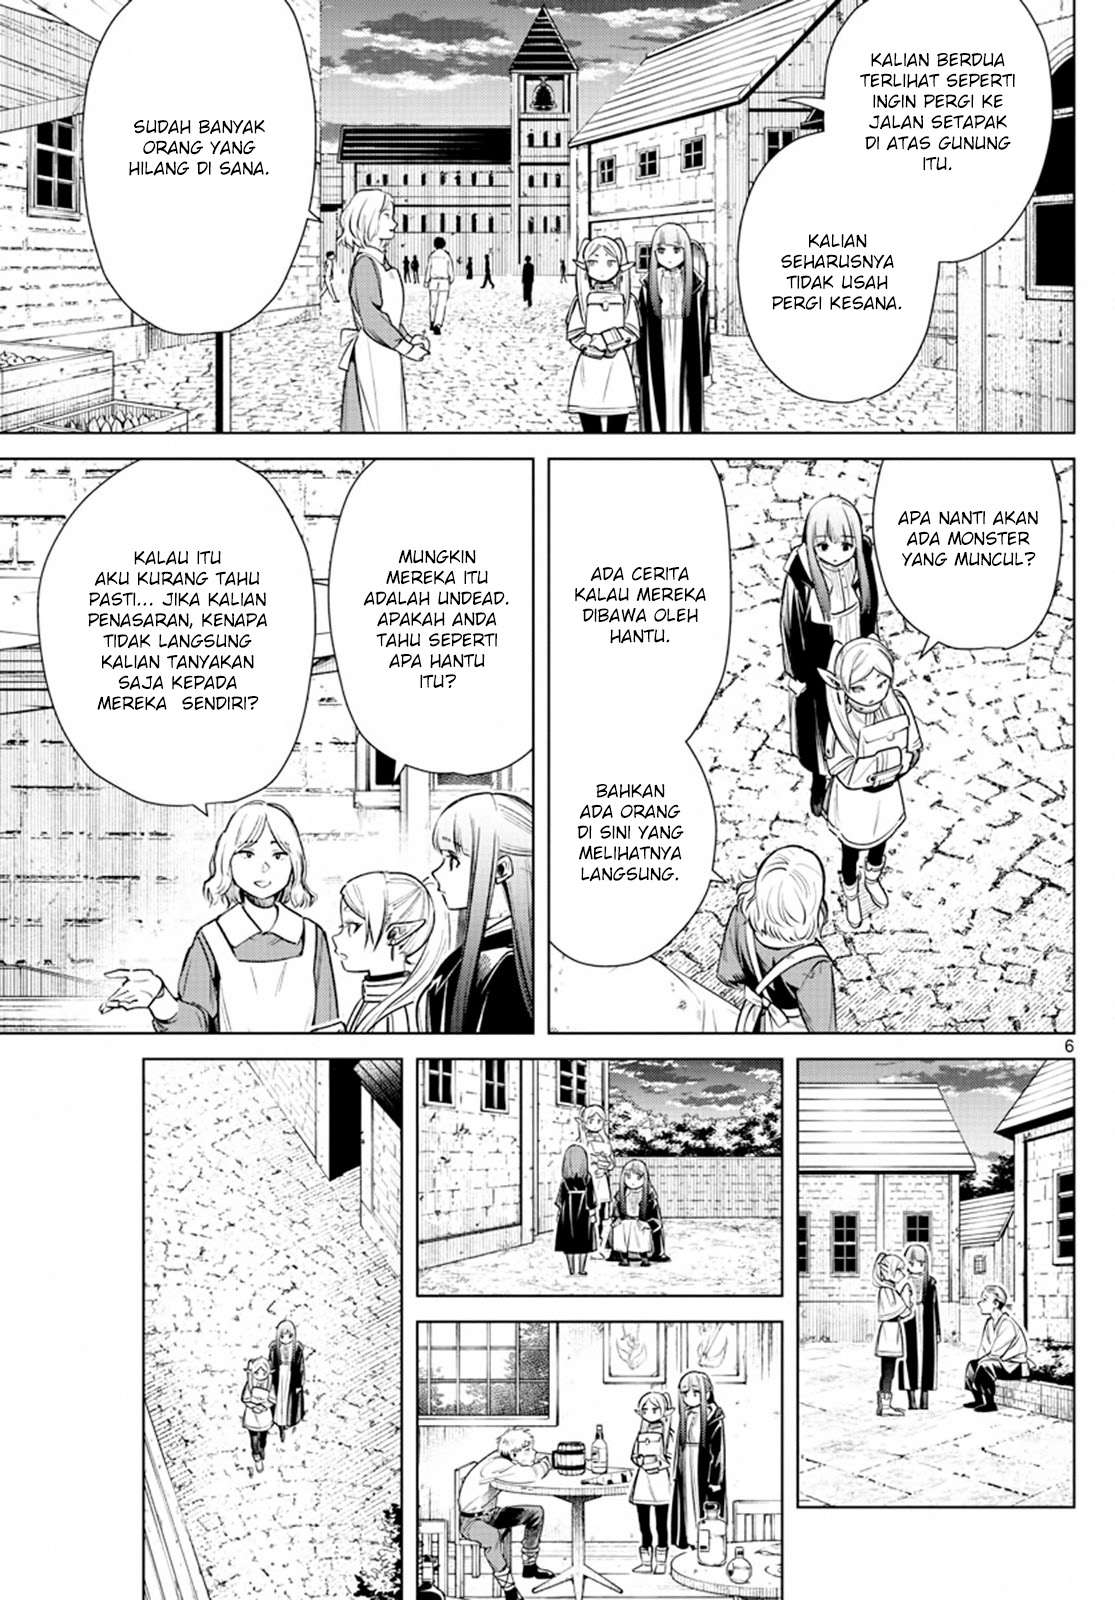 KALIAN BERDUA
TERLIHAT SEPERTI
INGIN PERGI KE
JALAN SETAPAK
DI ATAS GUNUNG
ITU.
KALIAN
SEHARUSNYA
TIDAK USAH
PERGI KESANA.
SUDAH BANYAK
ORANG YANG
HILANG DI SANA.
APA NANTI AKAN
ADA MONSTER
YANG MUNCUL?
ADA CERITA
KALAU MEREKA
DIBAWA OLEH
HANTU.
BAHKAN
ADA ORANG
DI SINI YANG
MELIHATNYA
LANGSUNG.
MUNGKIN
MEREKA ITU
ADALAH UNDEAD.
APAKAH ANDA
TAHU SEPERTI
APA HANTU
ITU?
KALAU ITU
AKU KURANG TAHU
PASTI... JIKA KALIAN
PENASARAN, KENAPA
TIDAK LANGSUNG
KALIAN TANYAKAN
SAJA KEPADA
MEREKA SENDIRI?
6